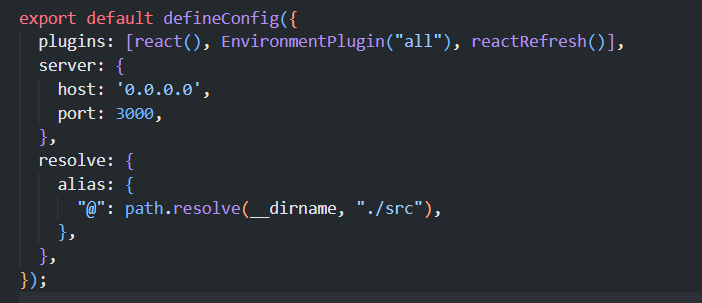 export default defineConfig({
  plugins: [react(), EnvironmentPlugin("all"), reactRefresh()],
  server: {
    host: '0.0.0.0',
    port: 3000,
  },
  resolve: {
    alias: {
      "@": path.resolve(__dirname, "./src"),
    },
  },
});